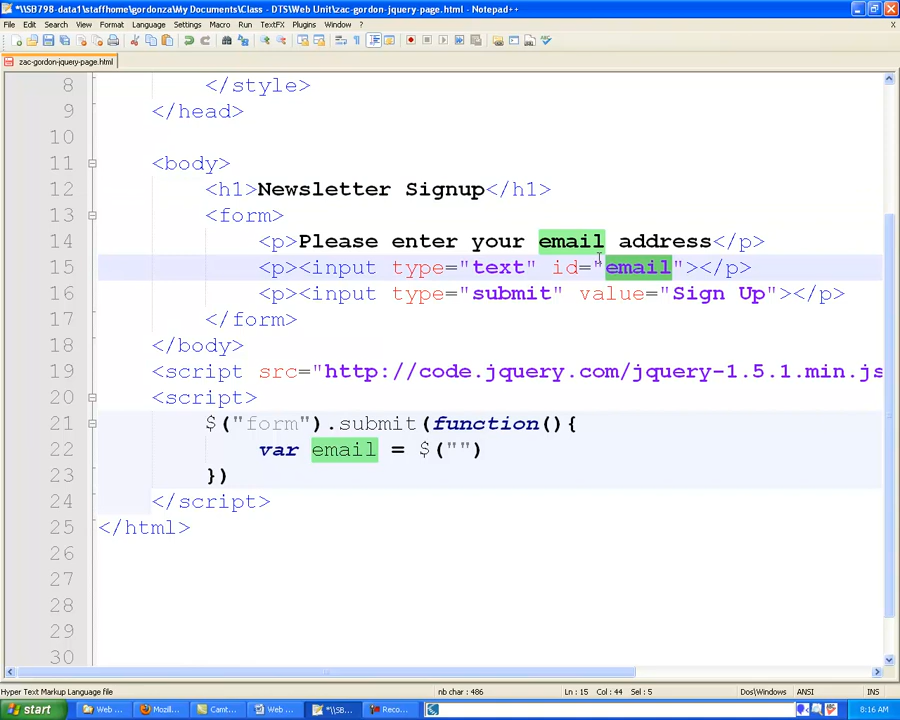 *\\SB798-data1\staffhome\gordonza\My Documents\Class - DTS\Web Unit\zac-gordon-jquery-page.html - Notepad++
File Edit Search View Format Language Settings Macro Run TextFX Plugins Window ?
X
zac-gordon-jquery-page.html
8 </style>
9 </head>
10
11 <body>
12 <h1>Newsletter Signup</h1>
13 <form>
14 <p>Please enter your email address</p>
15 <p><input type="text" id="email"></p>
16 <p><input type="submit" value="Sign Up"></p>
17 </form>
18 </body>
19 <script src="http://code.jquery.com/jquery-1.5.1.min.js
20 <script>
21 $("form").submit(function(){
22 var email = $("")
23 })
24 </script>
25 </html>
26
27
28
29
30
Hyper Text Markup Language file nb char : 486 Ln : 15 Col : 44 Sel : 5 Dos\Windows ANSI INS
start Web ... Mozil... Camt... Web ... *\\SB... Reco... 8:16 AM